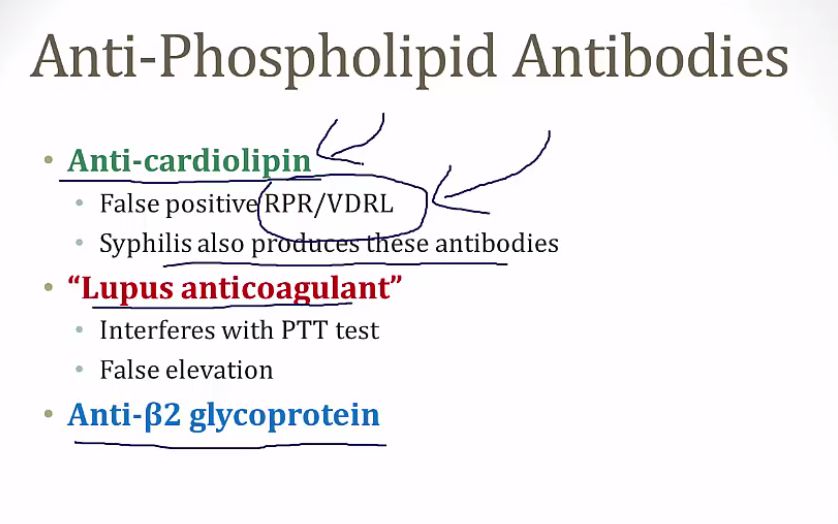 Anti-Phospholipid Antibodies
• Anti-cardiolipin
• False positive RPR/VDRL
• Syphilis also produces these antibodies
• “Lupus anticoagulant”
• Interferes with PTT test
• False elevation
• Anti-β2 glycoprotein